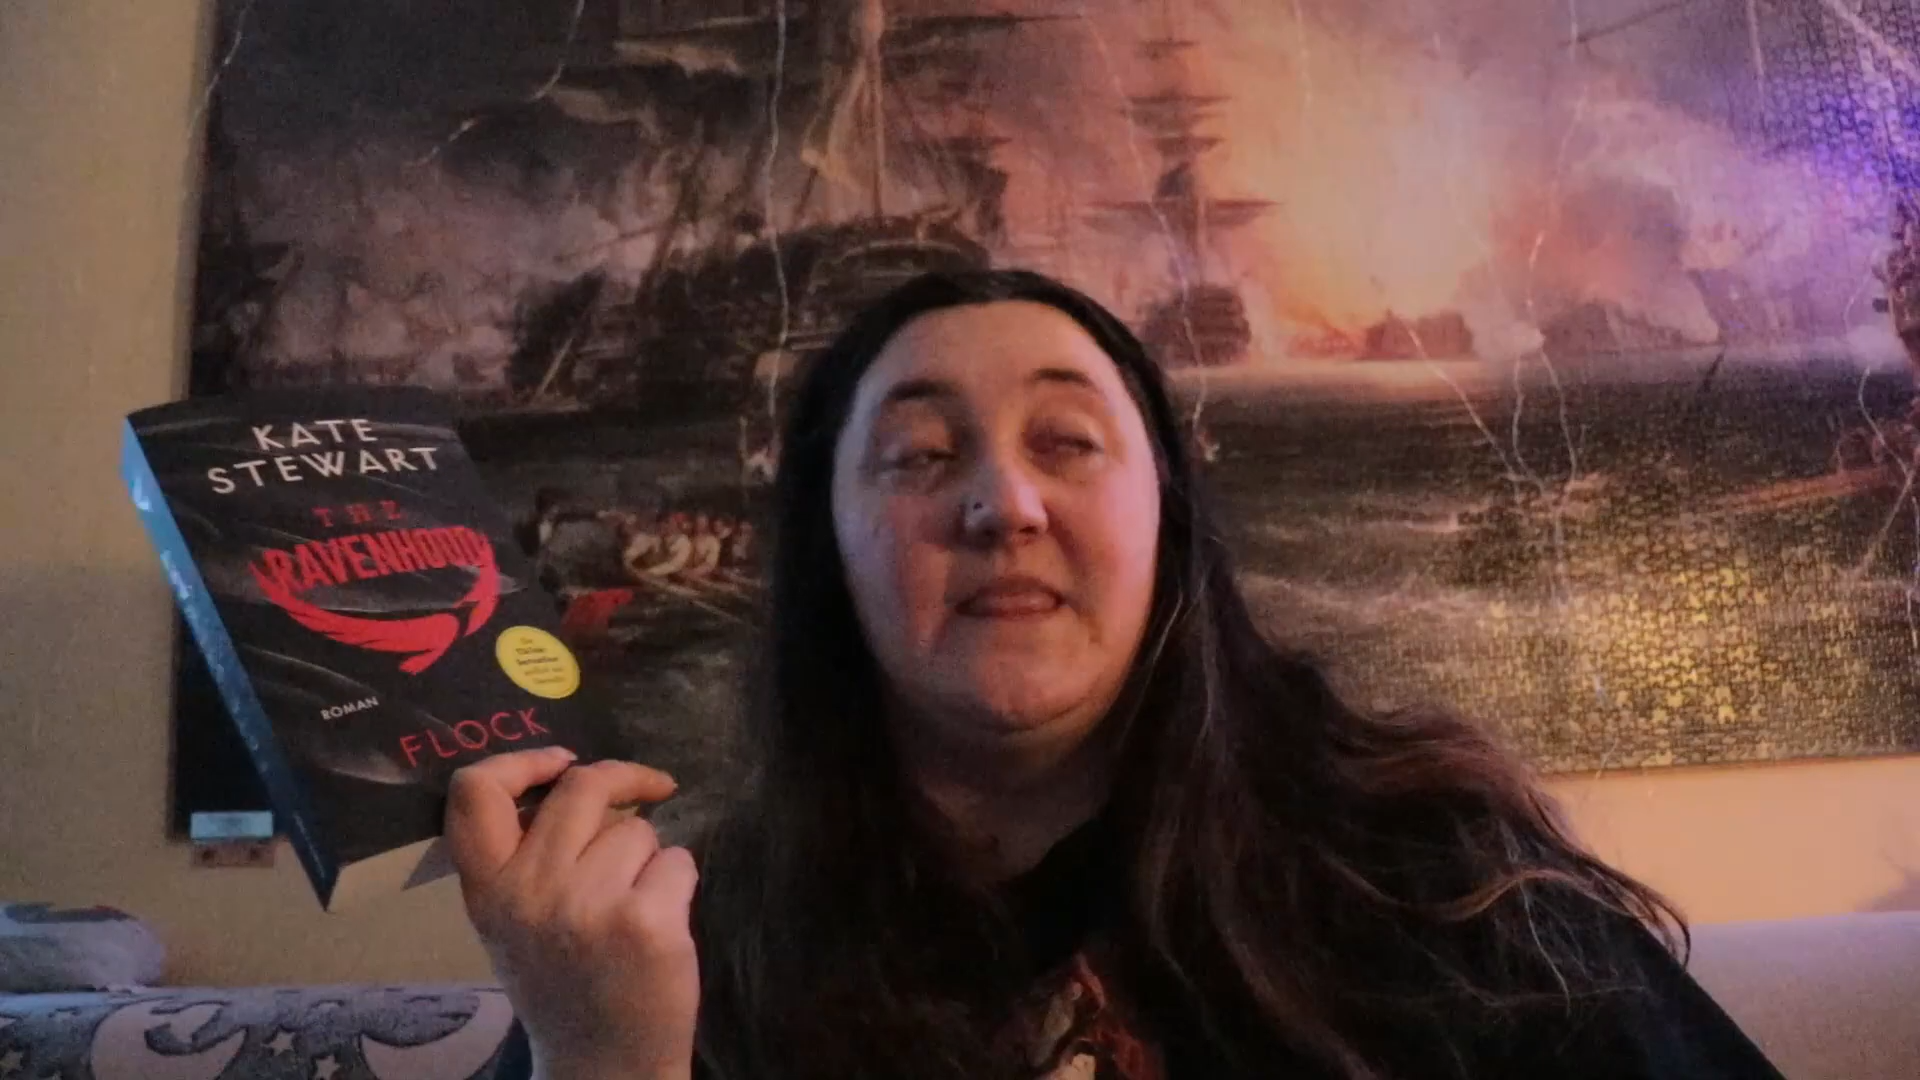 KATE
STEWART
THE
RAVENHOOD
ROMAN
FLOCK